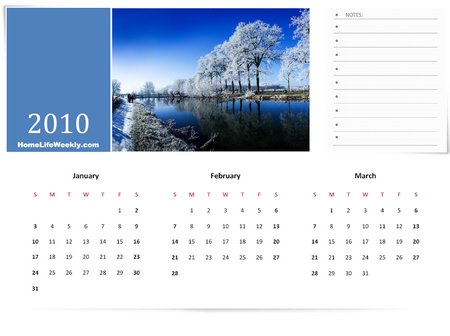 NOTES:
2010
HomeLifeWeekly.com
January
S M T W T F S
1 2
3 4 5 6 7 8 9
10 11 12 13 14 15 16
17 18 19 20 21 22 23
24 25 26 27 28 29 30
31
February
S M T W T F S
1 2 3 4 5 6
7 8 9 10 11 12 13
14 15 16 17 18 19 20
21 22 23 24 25 26 27
28
March
S M T W T F S
1 2 3 4 5 6
7 8 9 10 11 12 13
14 15 16 17 18 19 20
21 22 23 24 25 26 27
28 29 30 31